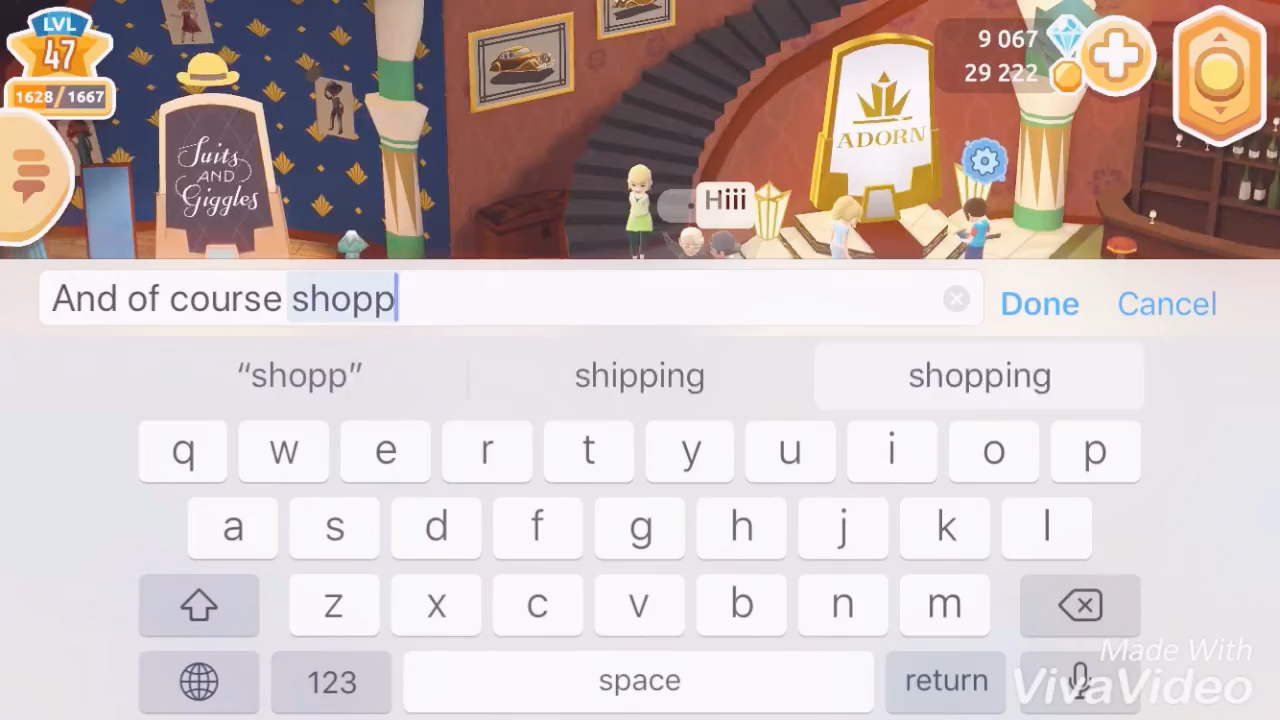 LVL
47
1628/1667
9 067
29 222
Suits
AND
Giggles
ADORN
Hiii
And of course shopp
Done
Cancel
“shopp”
shipping
shopping
q w e r t y u i o p
a s d f g h j k l
z x c v b n m
123
space
return
Made With
VivaVideo